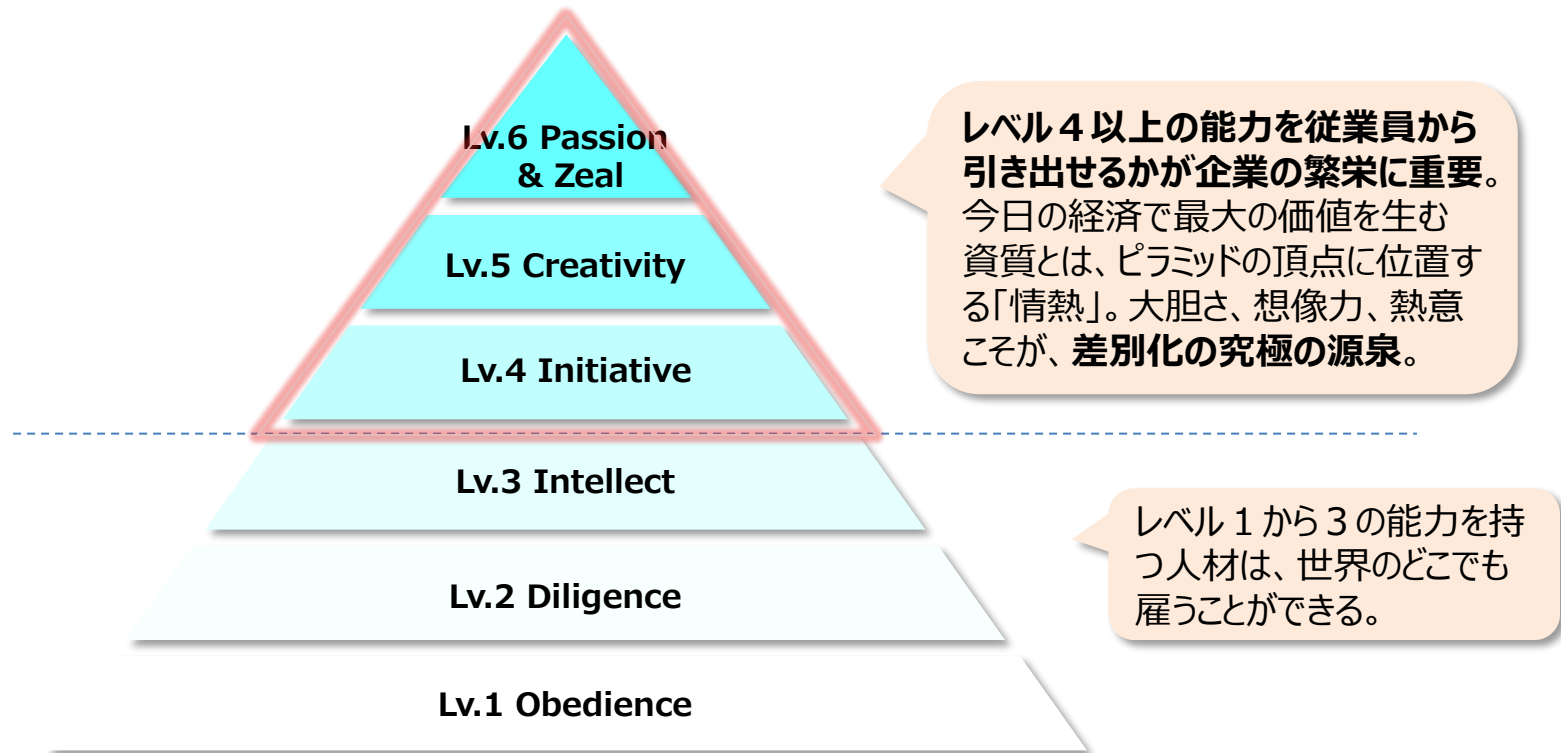 Lv.6 Passion
& Zeal
Lv.5 Creativity
Lv.4 Initiative
Lv.3 Intellect
Lv.2 Diligence
Lv.1 Obedience
レベル４以上の能力を従業員から
引き出せるかが企業の繁栄に重要。
今日の経済で最大の価値を生む
資質とは、ピラミッドの頂点に位置す
る「情熱」。大胆さ、想像力、熱意
こそが、差別化の究極の源泉。
レベル１から３の能力を持
つ人材は、世界のどこでも
雇うことができる。